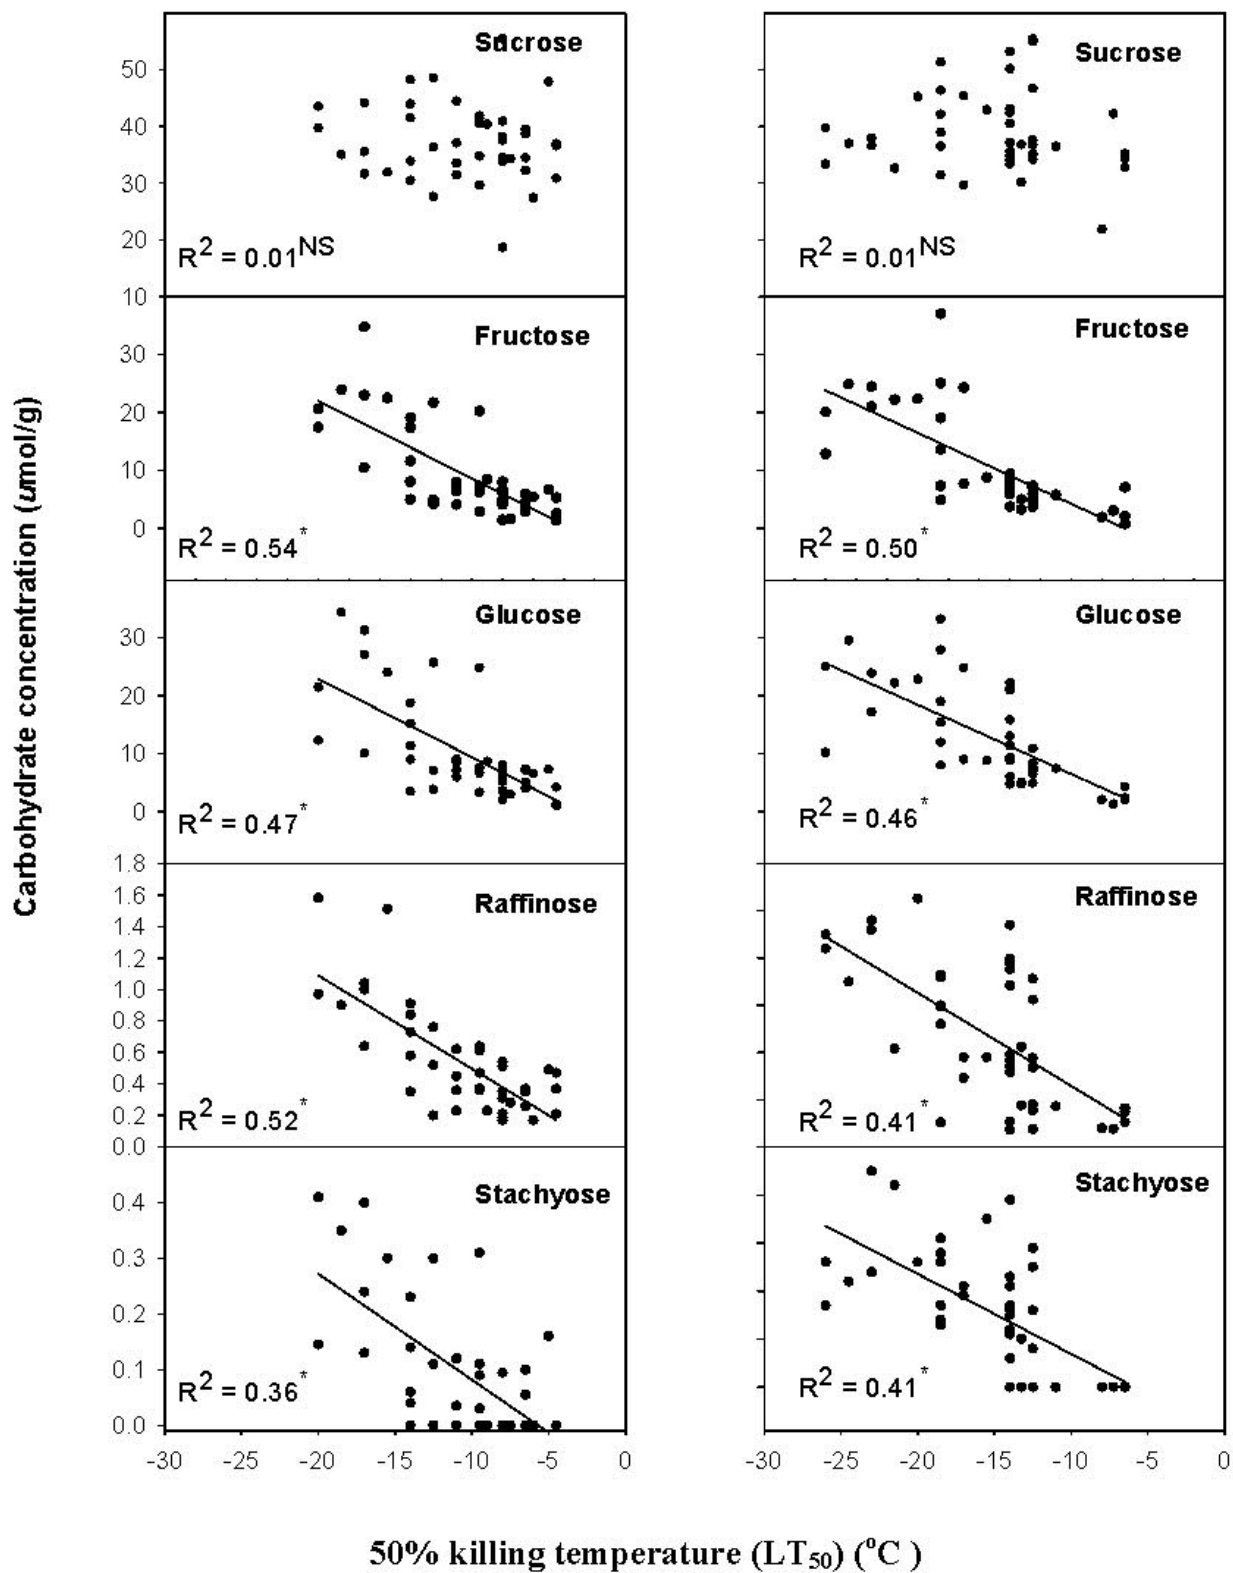 Carbohydrate concentration (umol/g)
Sucrose
50
40
30
20
10
R2 = 0.01NS
Fructose
30
20
10
0
R2 = 0.54*
Glucose
30
20
10
0
R2 = 0.47*
1.8
1.6
1.4
1.2
1.0
0.8
0.6
0.4
0.2
0.0
Raffinose
R2 = 0.52*
Stachyose
0.4
0.3
0.2
0.1
0.0
R2 = 0.36*
-30 -25 -20 -15 -10 -5 0
Sucrose
R2 = 0.01NS
Fructose
R2 = 0.50*
Glucose
R2 = 0.46*
Raffinose
R2 = 0.41*
Stachyose
R2 = 0.41*
-30 -25 -20 -15 -10 -5 0
50% killing temperature (LT50) (oC )